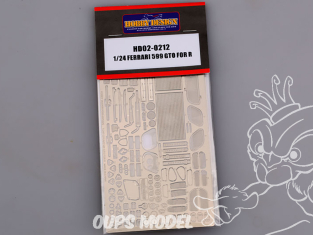 HOBBY DESIGN
HD02-0212
1/24 FERRARI 599 GTO FOR R
OUPS MODEL